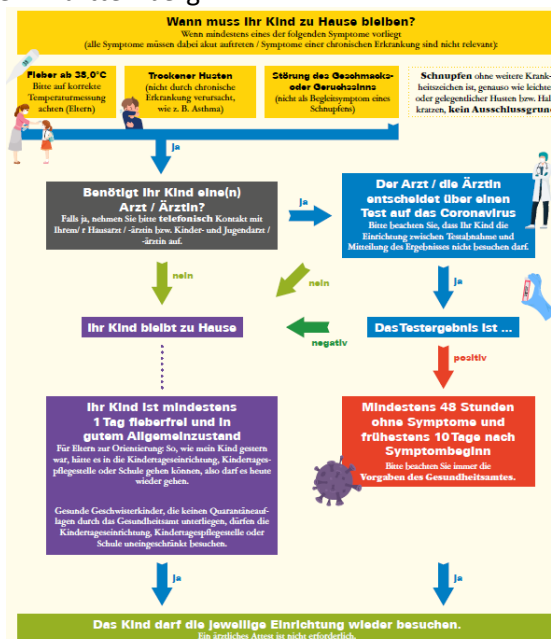 Wann muss Ihr Kind zu Hause bleiben?
Wenn mindestens eines der folgenden Symptome vorliegt
(alle Symptome müssen dabei akut auftreten / Symptome einer chronischen Erkrankung sind nicht relevant):
Fieber ab 38,0°C
Bitte auf korrekte
Temperaturmessung
achten (Eltern)
Trockener Husten
(nicht durch chronische
Erkrankung verursacht,
wie z. B. Asthma)
Störung des Geschmacks-
oder Geruchssinns
(nicht als Begleitsymptom eines
Schnupfens)
Schnupfen ohne weitere Krank-
heitszeichen ist, genauso wie leichter
oder gelegentlicher Husten bzw. Hals
kratzen, kein Ausschlussgrund
ja
Benötigt Ihr Kind eine(n)
Arzt / Ärztin?
Falls ja, nehmen Sie bitte telefonisch Kontakt mit
Ihrem/ r Hausarzt / -ärztin bzw. Kinder- und Jugendarzt /
-ärztin auf.
ja
Der Arzt / die Ärztin
entscheidet über einen
Test auf das Coronavirus
Bitte beachten Sie, dass Ihr Kind die
Einrichtung zwischen Testabnahme und
Mitteilung des Ergebnisses nicht besuchen darf.
nein
nein
ja
Ihr Kind bleibt zu Hause
negativ
Das Testergebnis ist ...
positiv
Ihr Kind ist mindestens
1 Tag fieberfrei und in
gutem Allgemeinzustand
Für Eltern zur Orientierung: So, wie mein Kind gestern
war, hätte es in die Kindertageseinrichtung, Kindertages-
pflegestelle oder Schule gehen können, also darf es heute
wieder gehen.
Gesunde Geschwisterkinder, die keinen Quarantäneauf-
lagen durch das Gesundheitsamt unterliegen, dürfen die
Kindertageseinrichtung, Kindertagespflegestelle oder
Schule uneingeschränkt besuchen.
Mindestens 48 Stunden
ohne Symptome und
frühestens 10 Tage nach
Symptombeginn
Bitte beachten Sie immer die
Vorgaben des Gesundheitsamtes.
ja
ja
Das Kind darf die jeweilige Einrichtung wieder besuchen.
Ein ärztliches Attest ist nicht erforderlich.